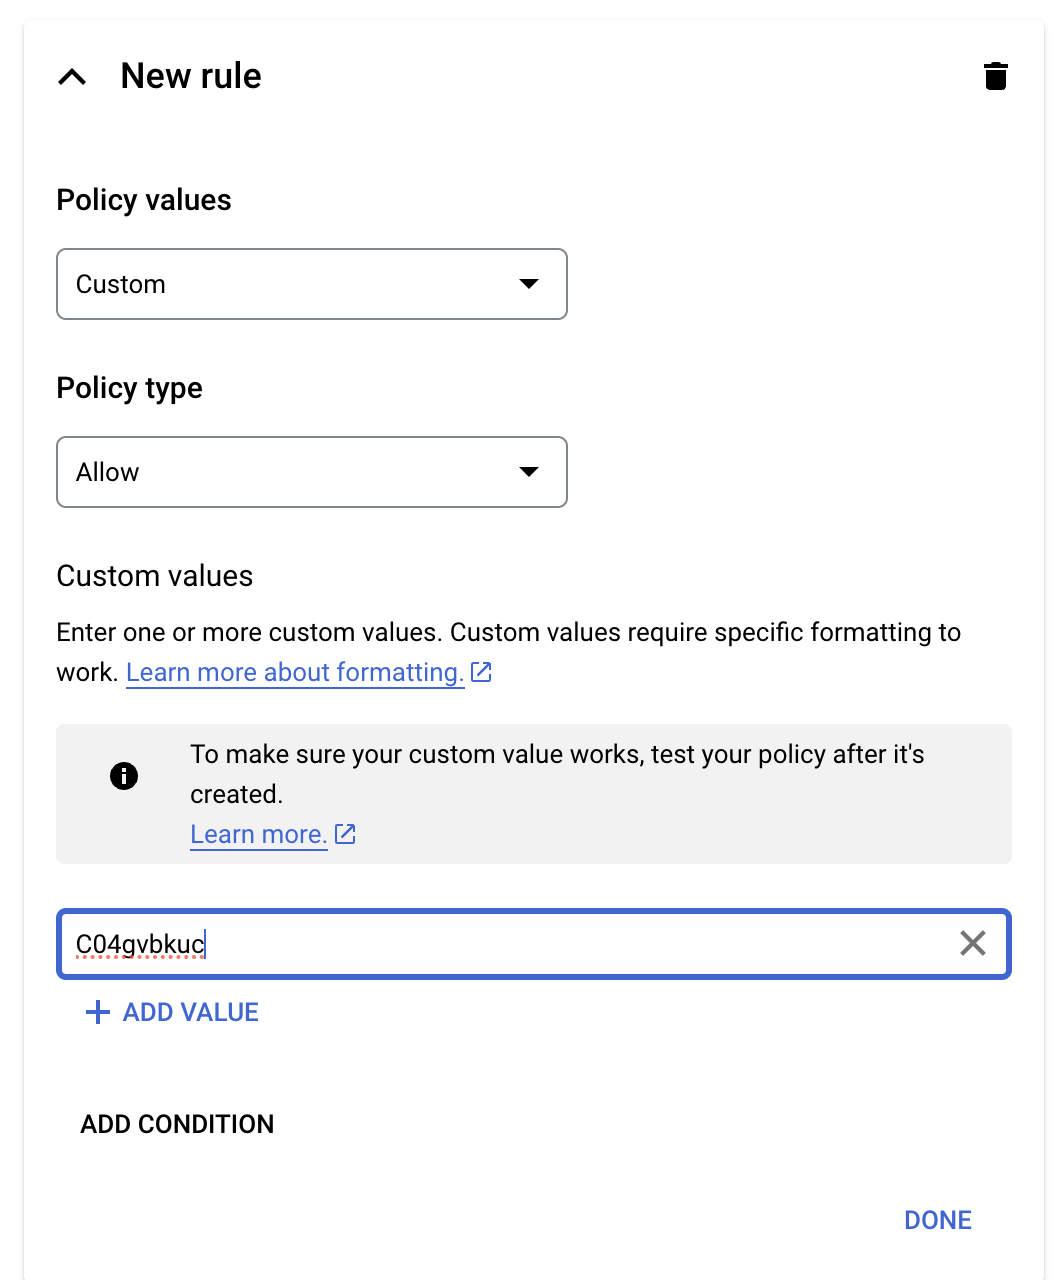 New rule
Policy values
Custom
Policy type
Allow
Custom values
Enter one or more custom values. Custom values require specific formatting to
work. Learn more about formatting.
To make sure your custom value works, test your policy after it's
created.
Learn more.
C04gvbkuc
ADD VALUE
ADD CONDITION
DONE